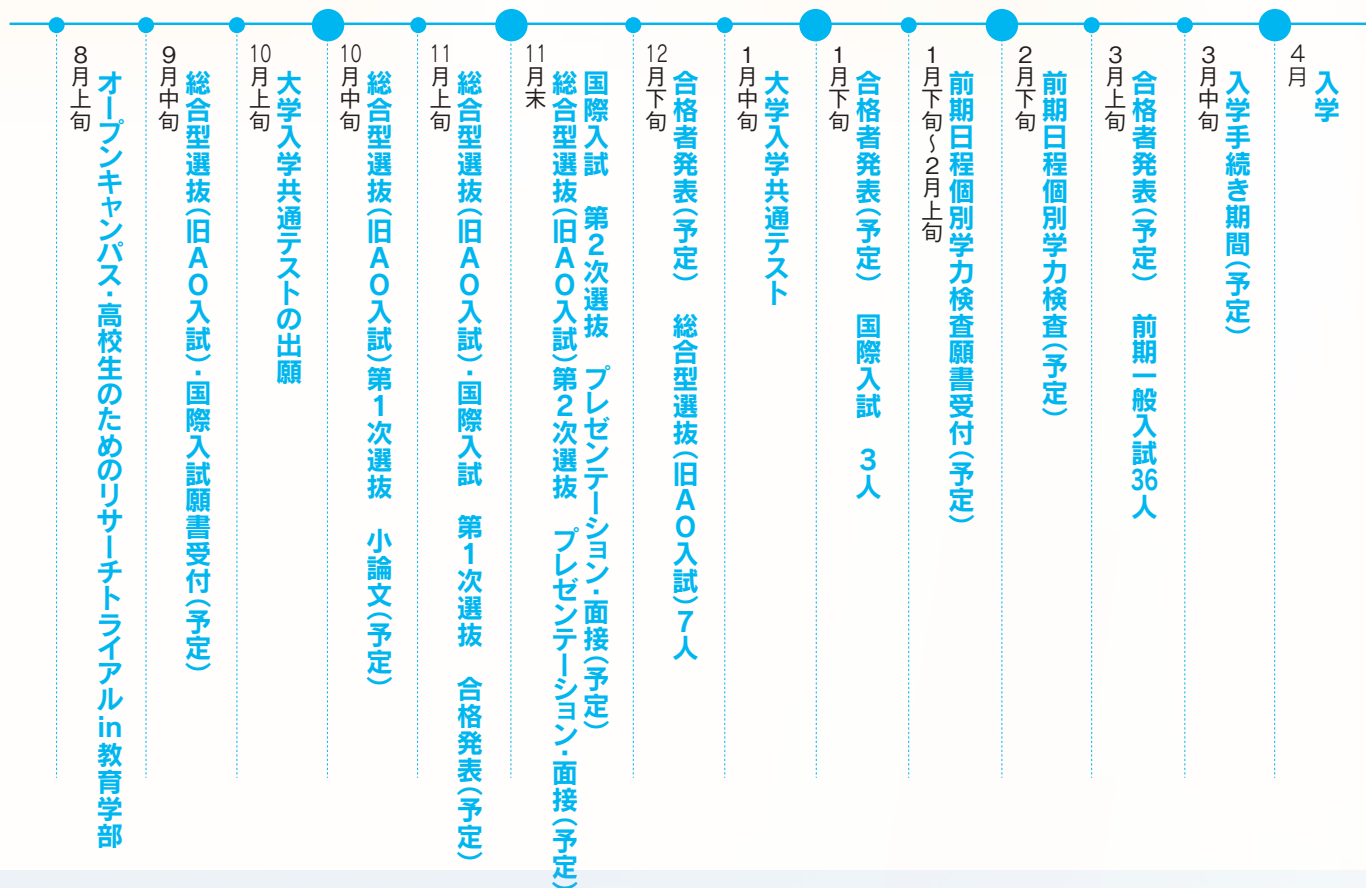 8月上旬
オープンキャンパス・高校生のためのリサーチトライアルin教育学部
9月中旬
総合型選抜(旧AO入試)・国際入試願書受付(予定)
10月上旬
大学入学共通テストの出願
10月中旬
総合型選抜(旧AO入試)第1次選抜　小論文(予定)
11月上旬
総合型選抜(旧AO入試)・国際入試　第1次選抜　合格発表(予定)
11月末
総合型選抜(旧AO入試)第2次選抜　プレゼンテーション・面接(予定)
国際入試　第2次選抜　プレゼンテーション・面接(予定)
12月下旬
合格者発表(予定)　総合型選抜(旧AO入試)7人
1月中旬
大学入学共通テスト
1月下旬
合格者発表(予定)　国際入試　3人
1月下旬～2月上旬
前期日程個別学力検査願書受付(予定)
2月下旬
前期日程個別学力検査(予定)
3月上旬
合格者発表(予定)　前期一般入試36人
3月中旬
入学手続き期間(予定)
4月
入学